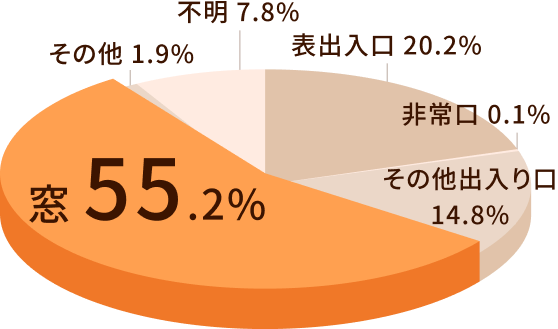 不明 7.8%
その他 1.9%
表出入口 20.2%
非常口 0.1%
その他出入り口
14.8%
窓 55.2%